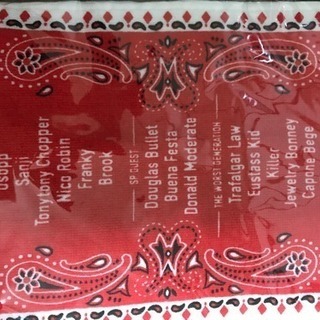 Usopp
Sanji
Tonytony Chopper
Nico Robin
Franky
Brook
SP GUEST
Douglas Bullet
Buena Festa
Donald Moderate
THE WORST GENERATION
Trafalgar Law
Eustass Kid
Killer
Jewelry Bonney
Capone Bege